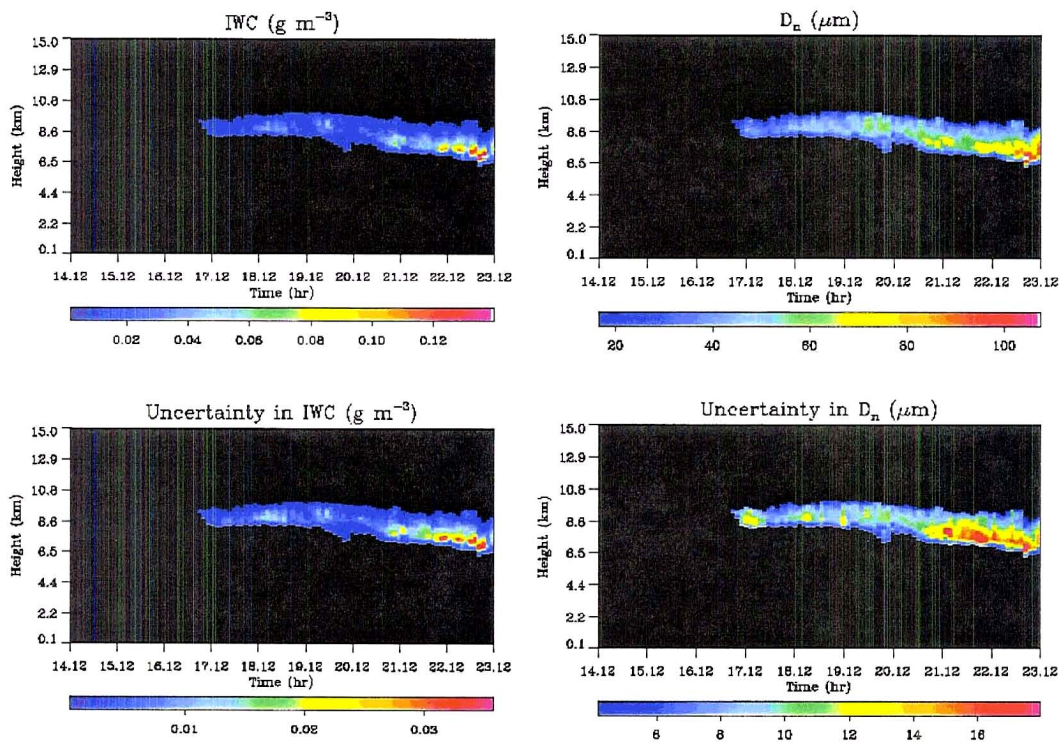 IWC (g m⁻³)
Height (km)
15.0
12.9
10.8
8.6
6.5
4.4
2.2
0.1
14.12 15.12 16.12 17.12 18.12 19.12 20.12 21.12 22.12 23.12
Time (hr)
0.02 0.04 0.06 0.08 0.10 0.12
Dₙ (μm)
Height (km)
15.0
12.9
10.8
8.6
6.5
4.4
2.2
0.1
14.12 15.12 16.12 17.12 18.12 19.12 20.12 21.12 22.12 23.12
Time (hr)
20 40 60 80 100
Uncertainty in IWC (g m⁻³)
Height (km)
15.0
12.9
10.8
8.6
6.5
4.4
2.2
0.1
14.12 15.12 16.12 17.12 18.12 19.12 20.12 21.12 22.12 23.12
Time (hr)
0.01 0.02 0.03
Uncertainty in Dₙ (μm)
Height (km)
15.0
12.9
10.8
8.6
6.5
4.4
2.2
0.1
14.12 15.12 16.12 17.12 18.12 19.12 20.12 21.12 22.12 23.12
Time (hr)
6 8 10 12 14 16